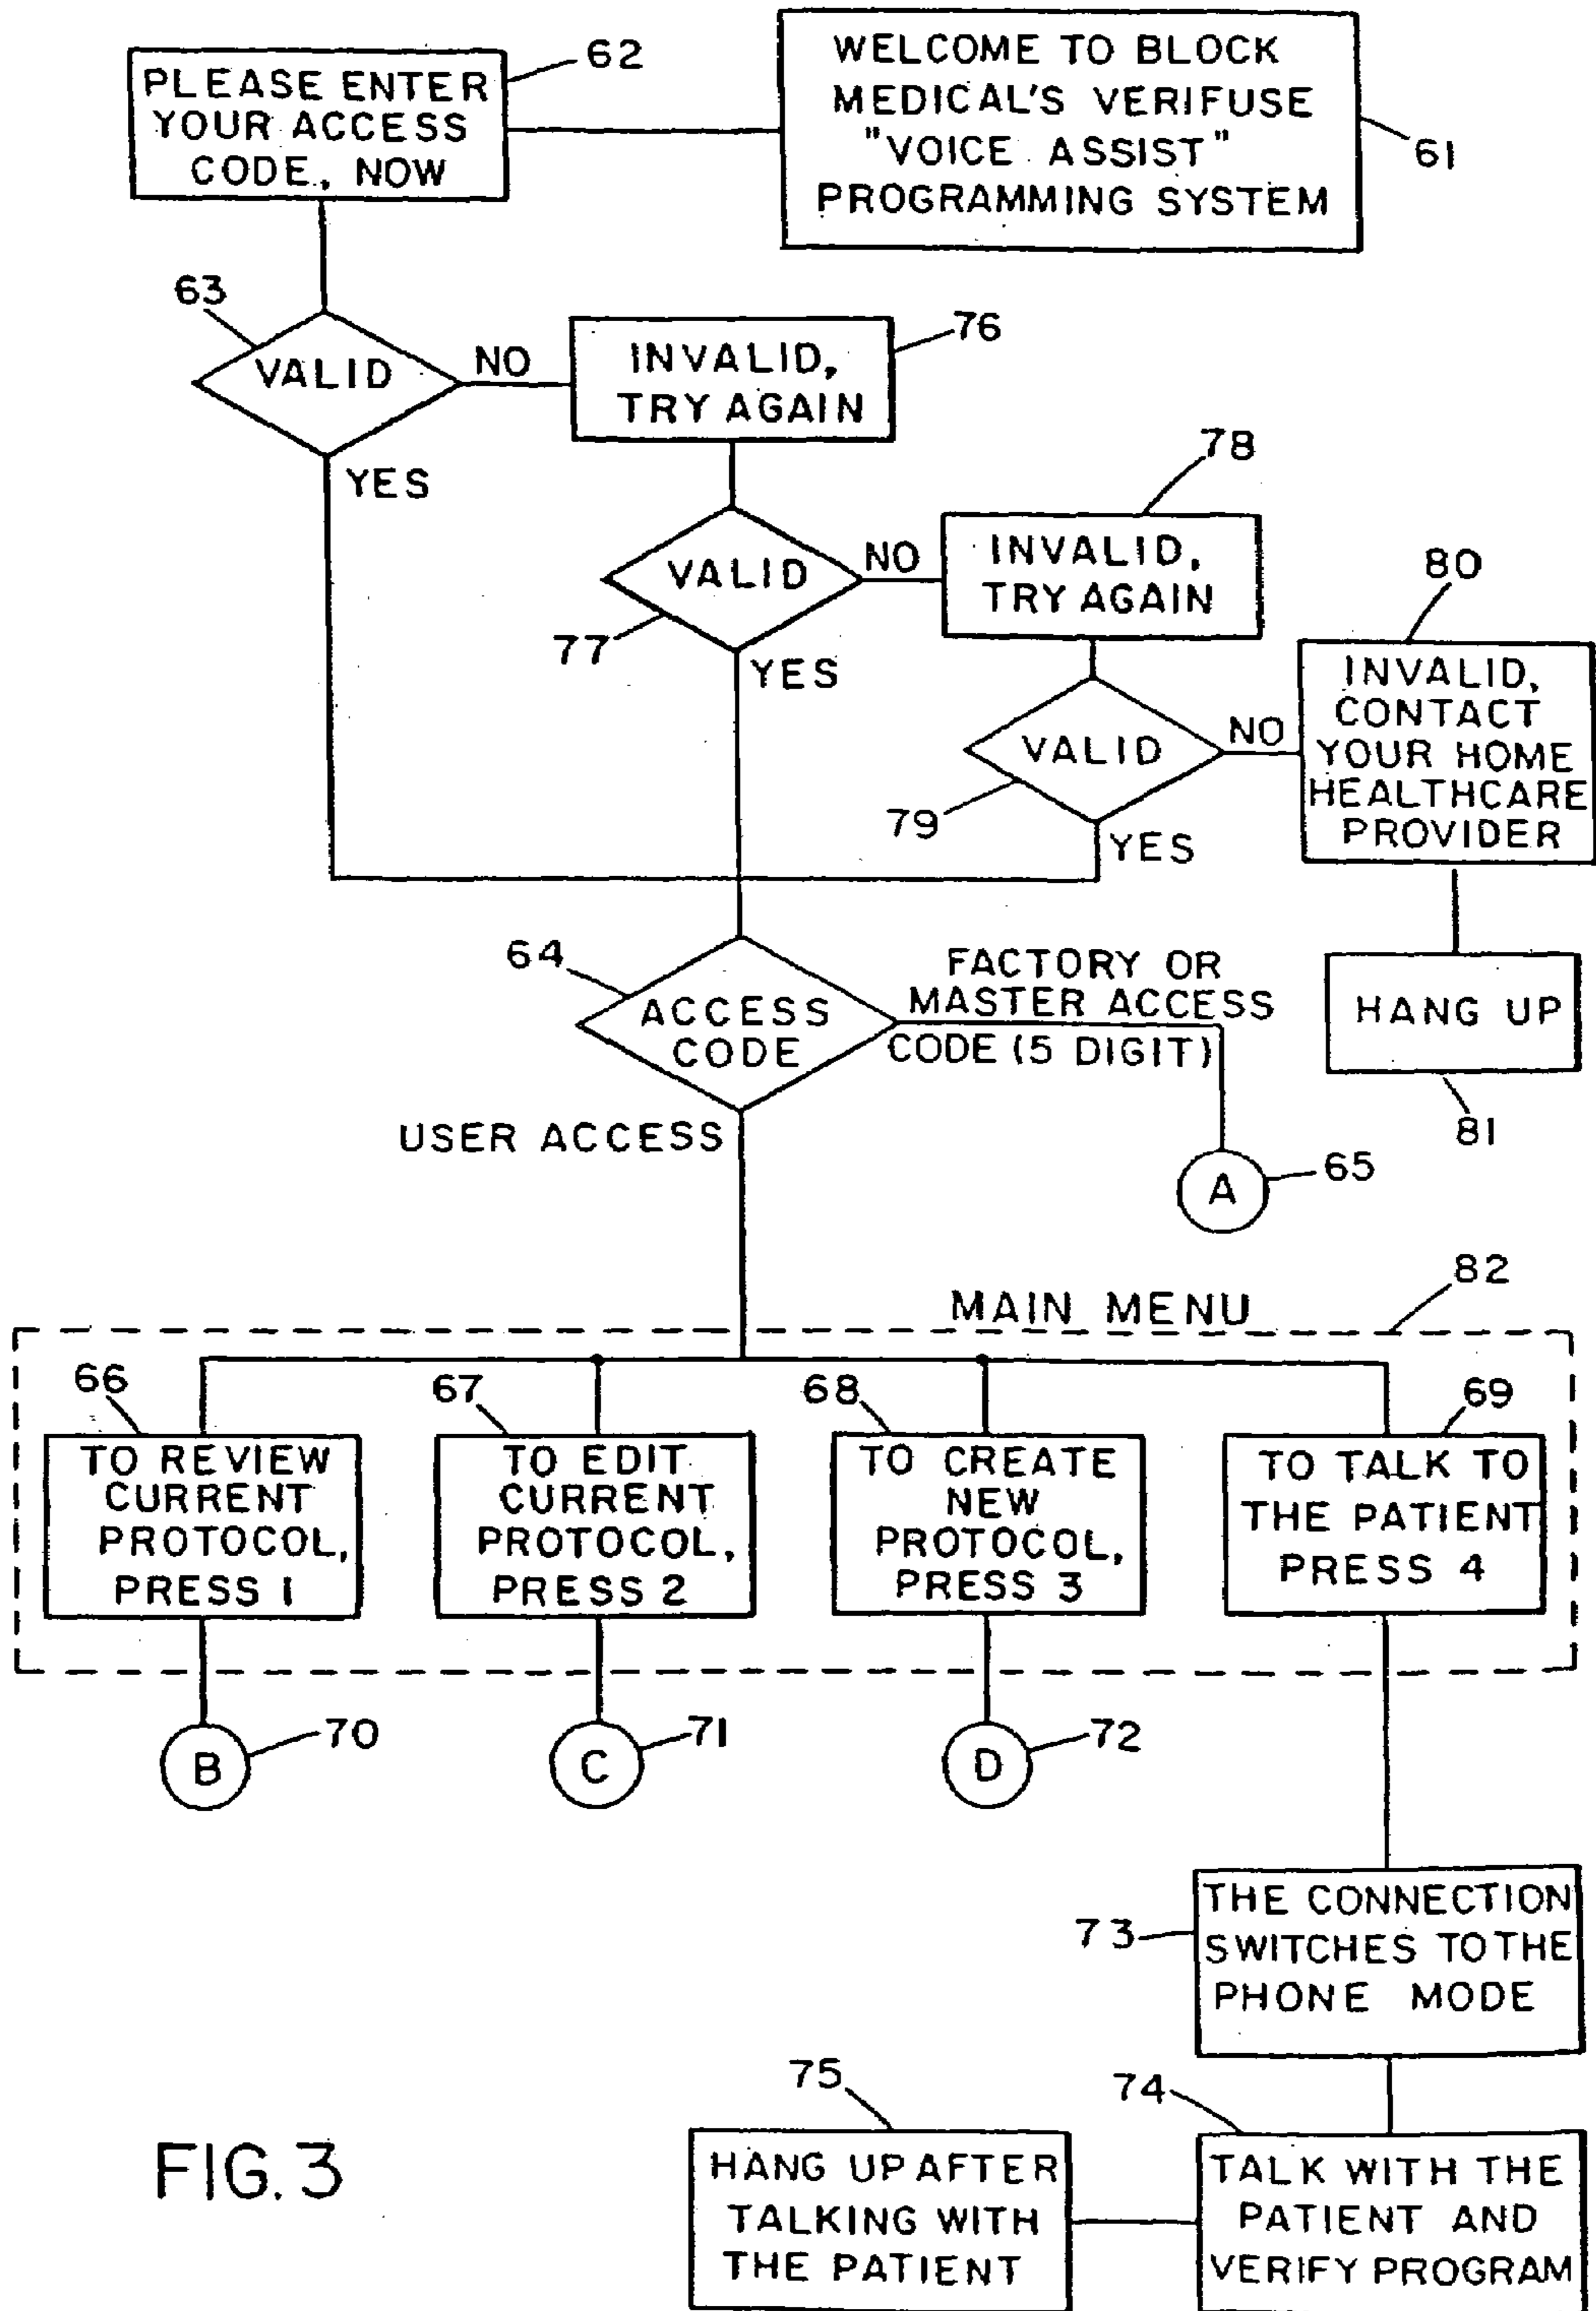 62
PLEASE ENTER
YOUR ACCESS
CODE, NOW
WELCOME TO BLOCK
MEDICAL'S VERIFUSE
"VOICE ASSIST"
PROGRAMMING SYSTEM
61
63
VALID
NO
YES
76
INVALID,
TRY AGAIN
77
VALID
NO
YES
78
INVALID,
TRY AGAIN
79
VALID
NO
YES
80
INVALID,
CONTACT
YOUR HOME
HEALTHCARE
PROVIDER
HANG UP
81
64
ACCESS
CODE
FACTORY OR
MASTER ACCESS
CODE (5 DIGIT)
USER ACCESS
A
65
MAIN MENU
82
66
TO REVIEW
CURRENT
PROTOCOL,
PRESS 1
67
TO EDIT
CURRENT
PROTOCOL,
PRESS 2
68
TO CREATE
NEW
PROTOCOL,
PRESS 3
69
TO TALK TO
THE PATIENT
PRESS 4
B
70
C
71
D
72
73
THE CONNECTION
SWITCHES TO THE
PHONE MODE
74
TALK WITH THE
PATIENT AND
VERIFY PROGRAM
75
HANG UP AFTER
TALKING WITH
THE PATIENT
FIG. 3